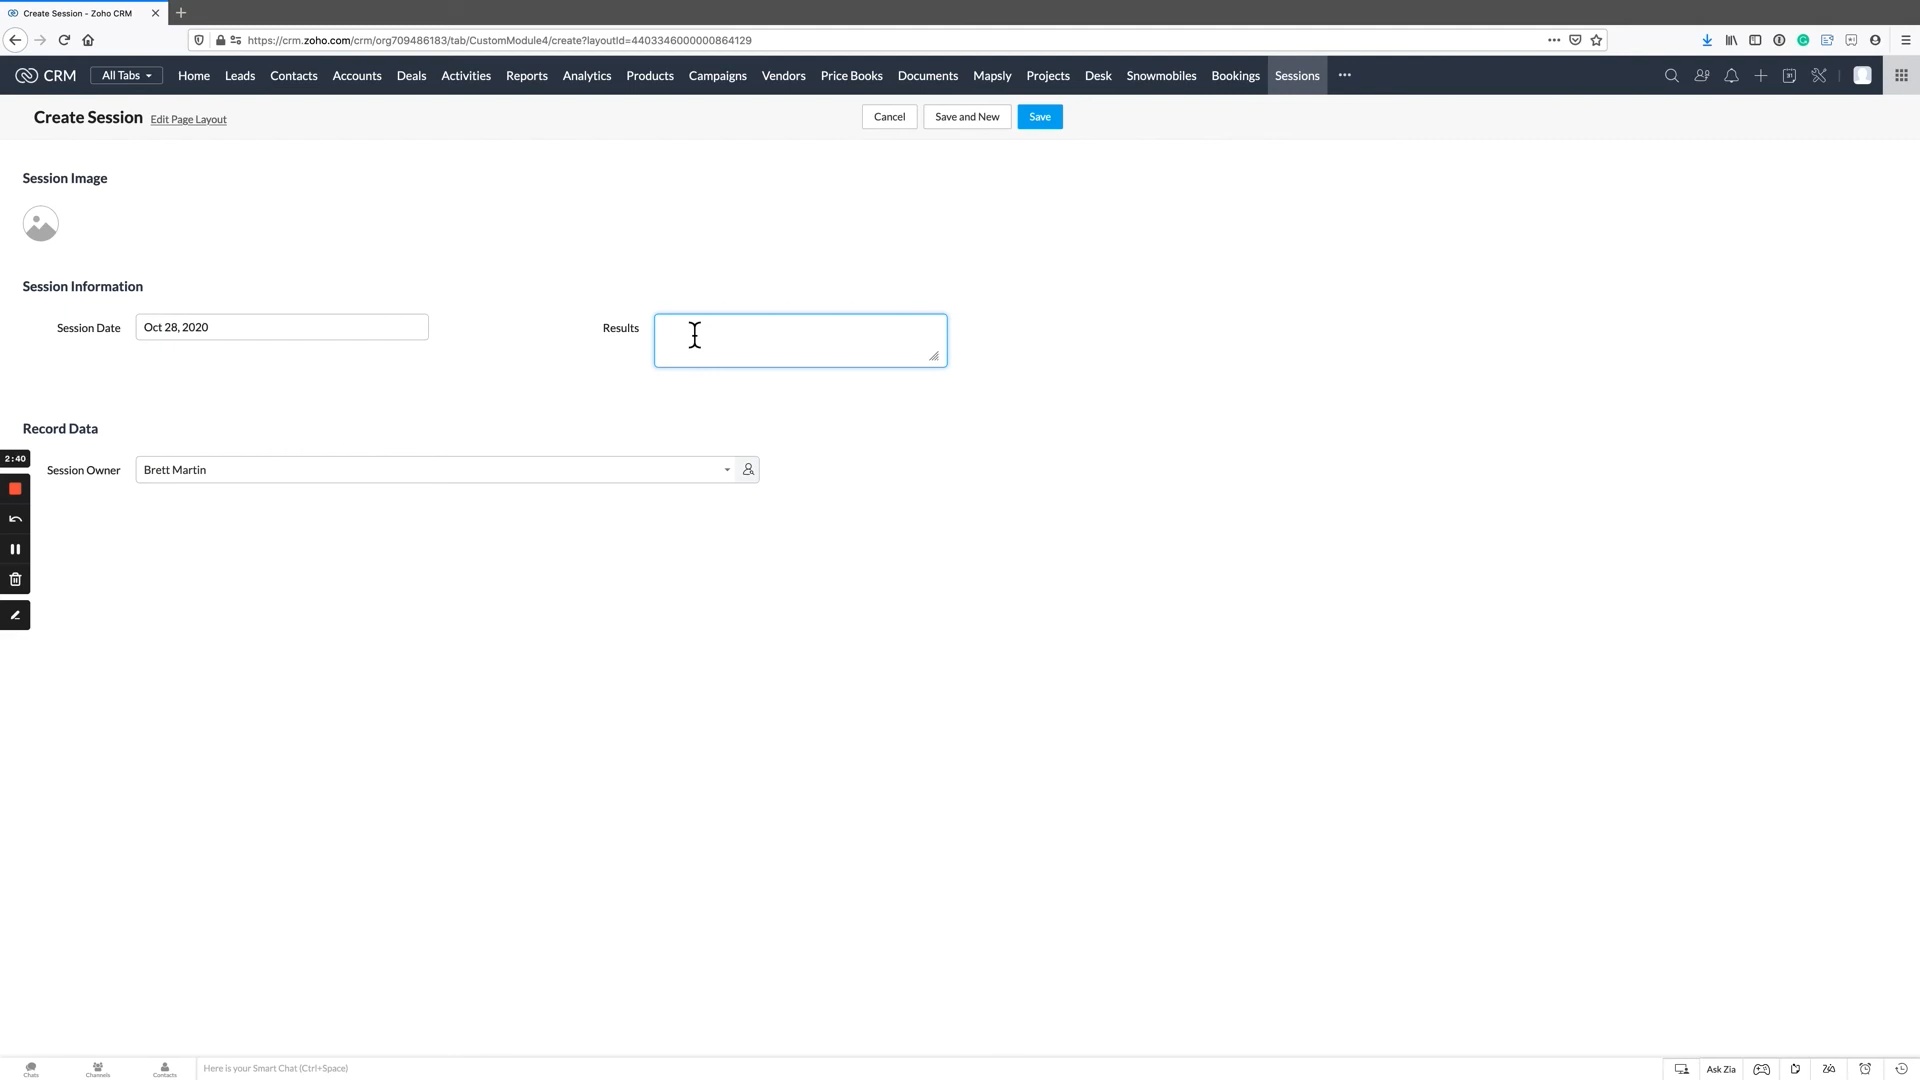 Create Session - Zoho CRM
https://crm.zoho.com/crm/org709486183/tab/CustomModule4/create?layoutId=4403346000000864129
CRM All Tabs Home Leads Contacts Accounts Deals Activities Reports Analytics Products Campaigns Vendors Price Books Documents Mapsly Projects Desk Snowmobiles Bookings Sessions
Create Session Edit Page Layout Cancel Save and New Save
Session Image
Session Information
Session Date Oct 28, 2020 Results
Record Data
2:40
Session Owner Brett Martin
Chats Channels Contacts Here is your Smart Chat (Ctrl+Space) Ask Zia